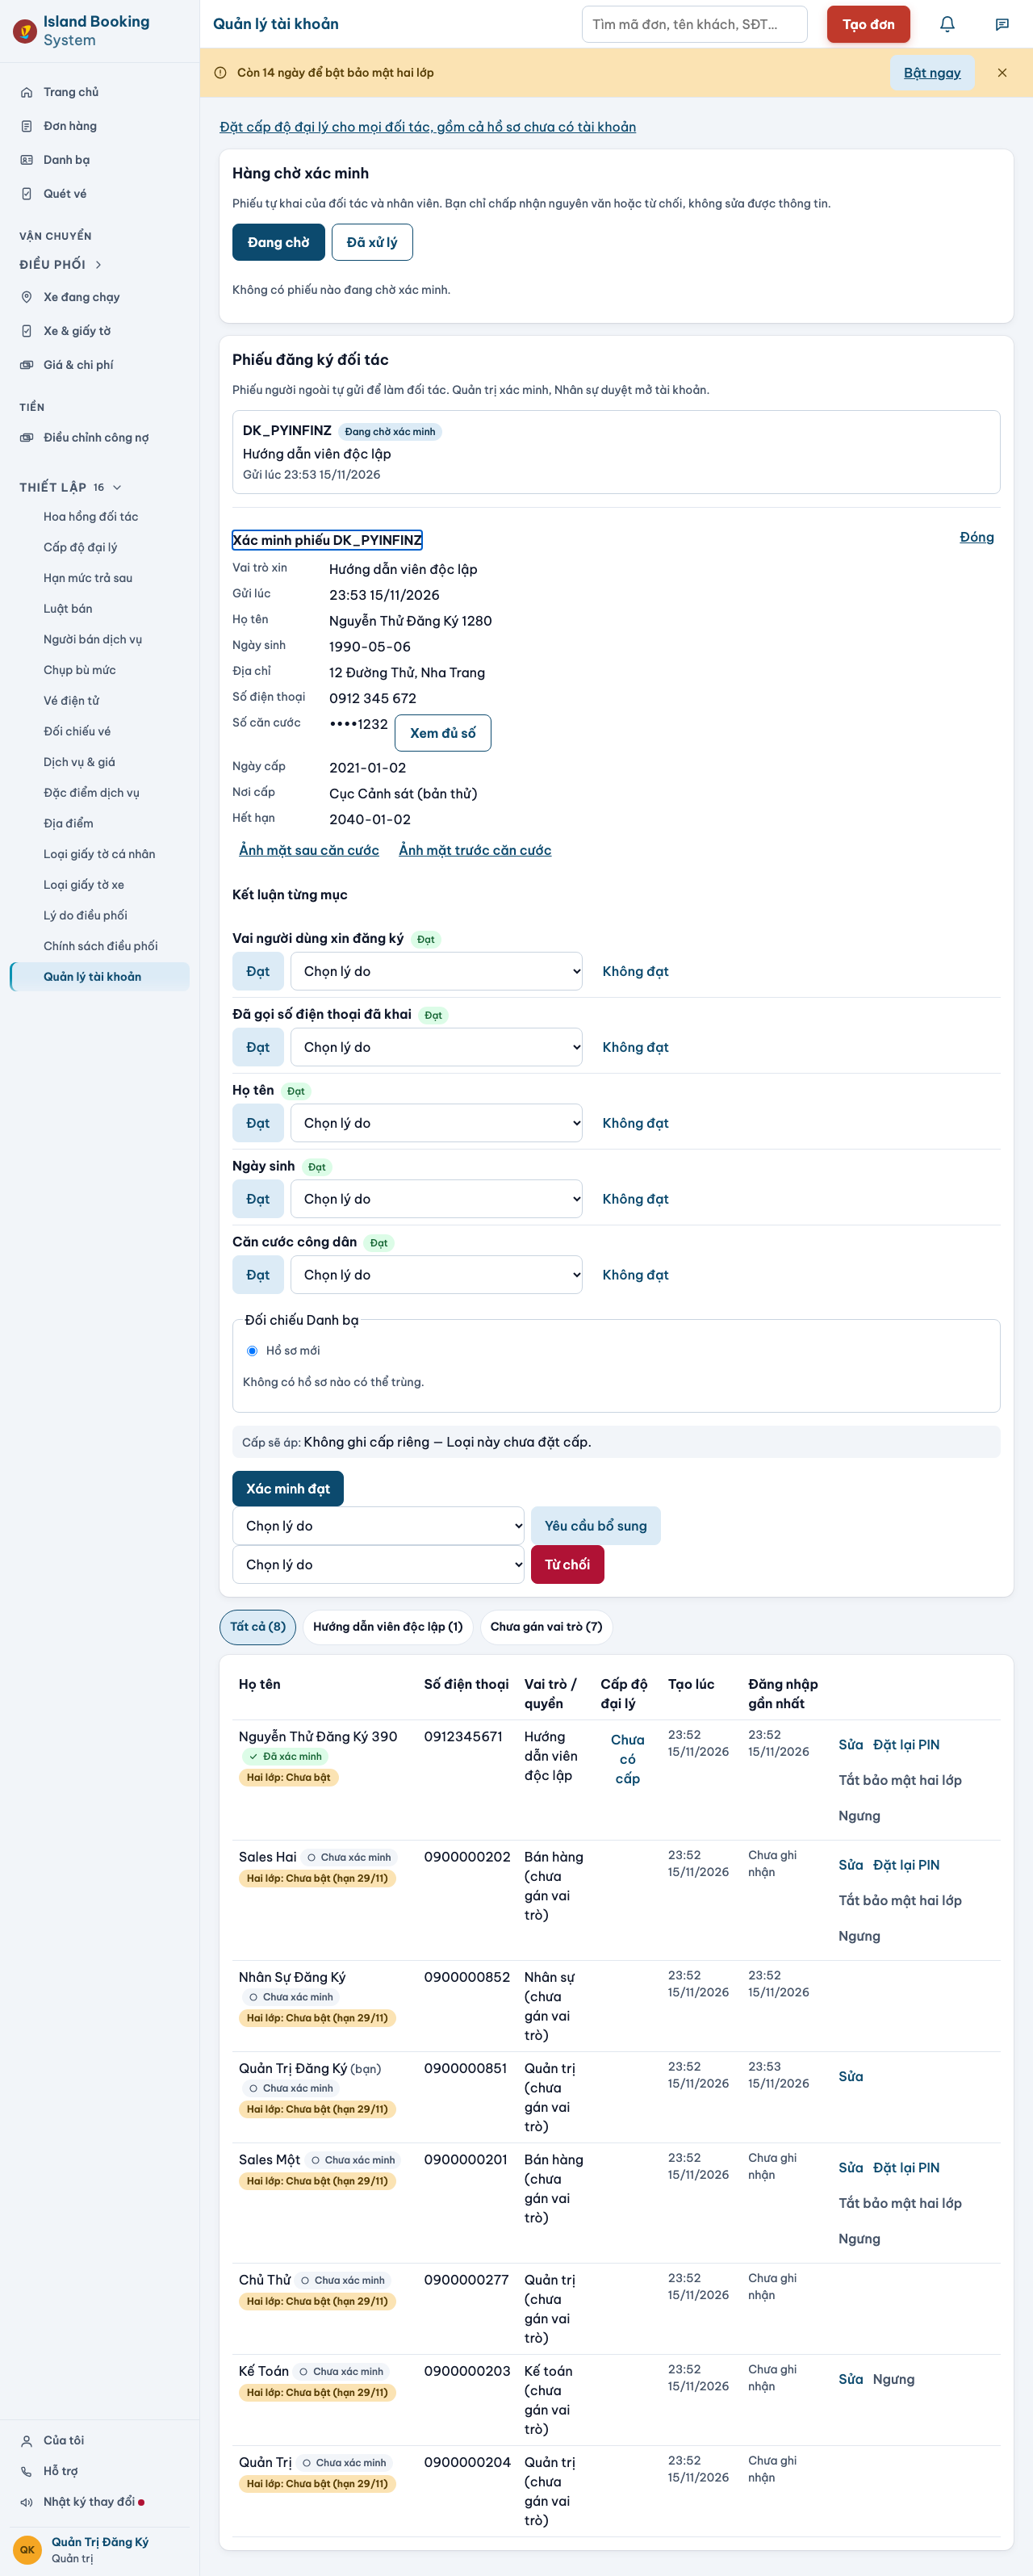 Island Booking
System
Trang chủ
Đơn hàng
Danh bạ
Quét vé
VẬN CHUYỂN
ĐIỀU PHỐI
Xe đang chạy
Xe & giấy tờ
Giá & chi phí
TIỀN
Điều chỉnh công nợ
THIẾT LẬP 16
Hoa hồng đối tác
Cấp độ đại lý
Hạn mức trả sau
Luật bán
Người bán dịch vụ
Chụp bù mức
Vé điện tử
Đối chiếu vé
Dịch vụ & giá
Đặc điểm dịch vụ
Địa điểm
Loại giấy tờ cá nhân
Loại giấy tờ xe
Lý do điều phối
Chính sách điều phối
Quản lý tài khoản
Của tôi
Hỗ trợ
Nhật ký thay đổi
QK
Quản Trị Đăng Ký
Quản trị
Quản lý tài khoản
Tìm mã đơn, tên khách, SĐT...
Tạo đơn
Còn 14 ngày để bật bảo mật hai lớp
Bật ngay
Đặt cấp độ đại lý cho mọi đối tác, gồm cả hồ sơ chưa có tài khoản
Hàng chờ xác minh
Phiếu tự khai của đối tác và nhân viên. Bạn chỉ chấp nhận nguyên văn hoặc từ chối, không sửa được thông tin.
Đang chờ Đã xử lý
Không có phiếu nào đang chờ xác minh.
Phiếu đăng ký đối tác
Phiếu người ngoài tự gửi để làm đối tác. Quản trị xác minh, Nhân sự duyệt mở tài khoản.
DK_PYINFINZ Đang chờ xác minh
Hướng dẫn viên độc lập
Gửi lúc 23:53 15/11/2026
Xác minh phiếu DK_PYINFINZ Đóng
Vai trò xin Hướng dẫn viên độc lập
Gửi lúc 23:53 15/11/2026
Họ tên Nguyễn Thử Đăng Ký 1280
Ngày sinh 1990-05-06
Địa chỉ 12 Đường Thử, Nha Trang
Số điện thoại 0912 345 672
Số căn cước ••••1232 Xem đủ số
Ngày cấp 2021-01-02
Nơi cấp Cục Cảnh sát (bản thử)
Hết hạn 2040-01-02
Ảnh mặt sau căn cước Ảnh mặt trước căn cước
Kết luận từng mục
Vai người dùng xin đăng ký Đạt
Đạt Chọn lý do Không đạt
Đã gọi số điện thoại đã khai Đạt
Đạt Chọn lý do Không đạt
Họ tên Đạt
Đạt Chọn lý do Không đạt
Ngày sinh Đạt
Đạt Chọn lý do Không đạt
Căn cước công dân Đạt
Đạt Chọn lý do Không đạt
Đối chiếu Danh bạ
Hồ sơ mới
Không có hồ sơ nào có thể trùng.
Cấp sẽ áp: Không ghi cấp riêng — Loại này chưa đặt cấp.
Xác minh đạt
Chọn lý do Yêu cầu bổ sung
Chọn lý do Từ chối
Tất cả (8) Hướng dẫn viên độc lập (1) Chưa gán vai trò (7)
Họ tên Số điện thoại Vai trò / Cấp độ Tạo lúc Đăng nhập
quyền đại lý gần nhất
Nguyễn Thử Đăng Ký 390 0912345671 Hướng Chưa 23:52 23:52 Sửa Đặt lại PIN
Đã xác minh dẫn viên có 15/11/2026 15/11/2026
Hai lớp: Chưa bật độc lập cấp Tắt bảo mật hai lớp
Ngưng
Sales Hai Chưa xác minh 0900000202 Bán hàng 23:52 Chưa ghi Sửa Đặt lại PIN
Hai lớp: Chưa bật (hạn 29/11) (chưa 15/11/2026 nhận
gán vai Tắt bảo mật hai lớp
trò) Ngưng
Nhân Sự Đăng Ký 0900000852 Nhân sự 23:52 23:52
Chưa xác minh (chưa 15/11/2026 15/11/2026
Hai lớp: Chưa bật (hạn 29/11) gán vai
trò)
Quản Trị Đăng Ký (bạn) 0900000851 Quản trị 23:52 23:53 Sửa
Chưa xác minh (chưa 15/11/2026 15/11/2026
Hai lớp: Chưa bật (hạn 29/11) gán vai
trò)
Sales Một Chưa xác minh 0900000201 Bán hàng 23:52 Chưa ghi Sửa Đặt lại PIN
Hai lớp: Chưa bật (hạn 29/11) (chưa 15/11/2026 nhận
gán vai Tắt bảo mật hai lớp
trò) Ngưng
Chủ Thử Chưa xác minh 0900000277 Quản trị 23:52 Chưa ghi
Hai lớp: Chưa bật (hạn 29/11) (chưa 15/11/2026 nhận
gán vai
trò)
Kế Toán Chưa xác minh 0900000203 Kế toán 23:52 Chưa ghi Sửa Ngưng
Hai lớp: Chưa bật (hạn 29/11) (chưa 15/11/2026 nhận
gán vai
trò)
Quản Trị Chưa xác minh 0900000204 Quản trị 23:52 Chưa ghi
Hai lớp: Chưa bật (hạn 29/11) (chưa 15/11/2026 nhận
gán vai
trò)